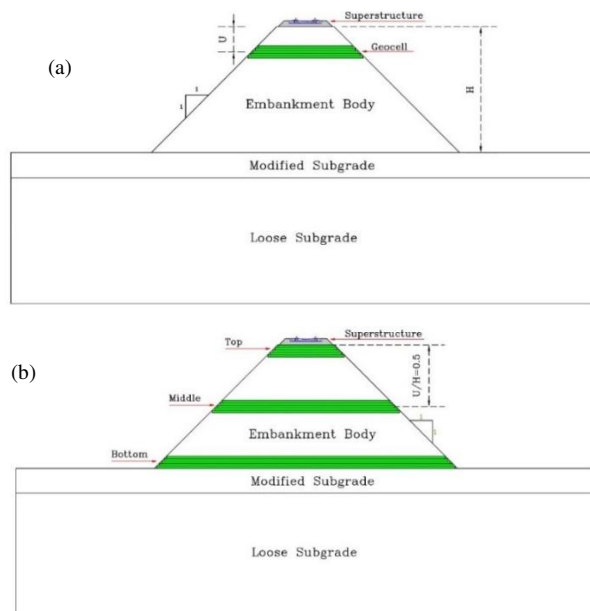 Superstructure
U
Geocell
(a)
H
1
1
Embankment Body
Modified Subgrade
Loose Subgrade
Superstructure
Top
(b)
U/H=0.5
Middle
1
1
Embankment Body
Bottom
Modified Subgrade
Loose Subgrade